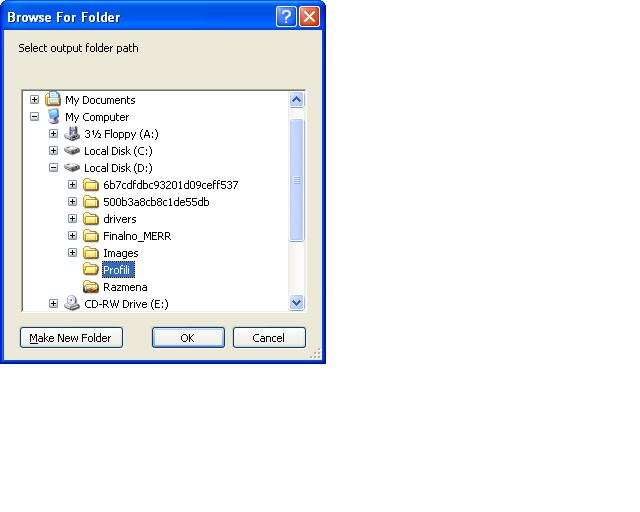 Browse For Folder
Select output folder path
My Documents
My Computer
3½ Floppy (A:)
Local Disk (C:)
Local Disk (D:)
6b7cdfdbc93201d09ceff537
500b3a8cb8c1de55db
drivers
Finalno_MERR
Images
Profili
Razmena
CD-RW Drive (E:)
Make New Folder OK Cancel